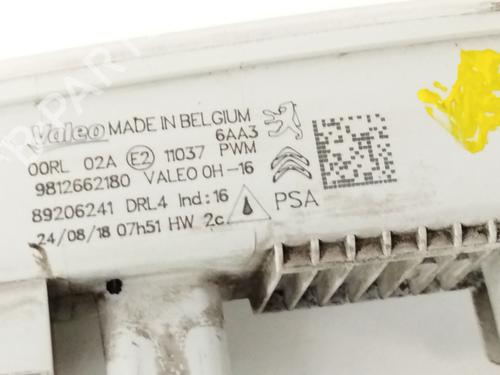 Valeo MADE IN BELGIUM
6AA3
00RL 02A E2 11037 PWM
9812662180 VALEO 0H-16
89206241 DRL4 Ind:16
PSA
24/08/18 07h51 HW 2c